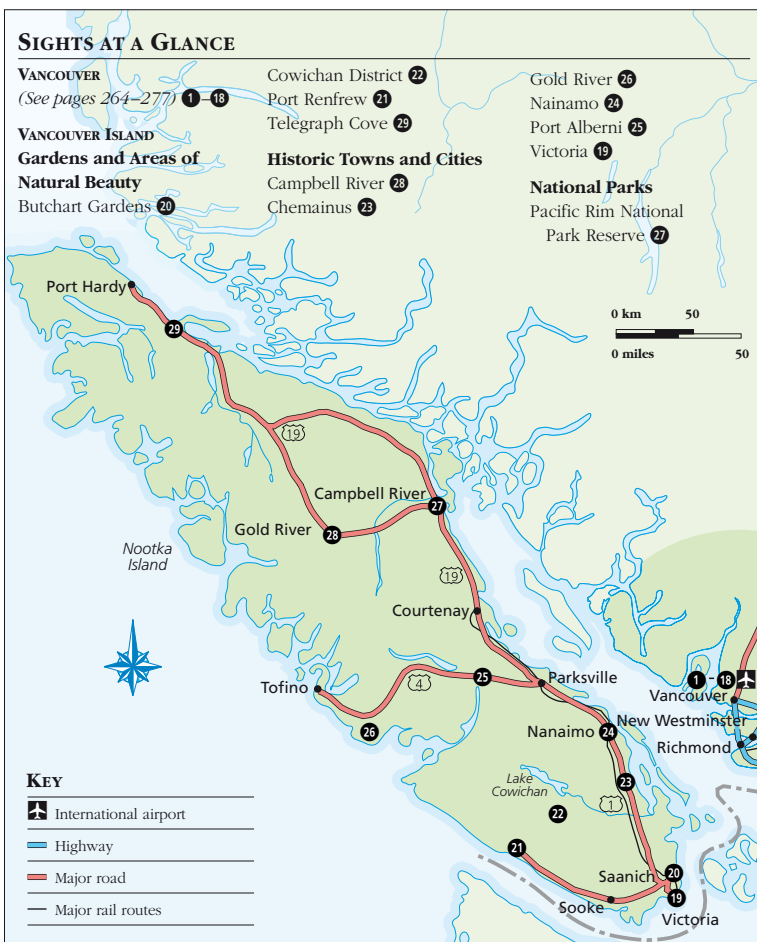 SIGHTS AT A GLANCE
VANCOUVER
(See pages 264–277) 1–18
VANCOUVER ISLAND
Gardens and Areas of
Natural Beauty
Butchart Gardens 20
Cowichan District 22
Port Renfrew 21
Telegraph Cove 29
Historic Towns and Cities
Campbell River 28
Chemainus 23
Gold River 26
Nainamo 24
Port Alberni 25
Victoria 19
National Parks
Pacific Rim National
Park Reserve 27
Port Hardy
29
0 km 50
0 miles 50
19
Campbell River
27
Gold River
28
Nootka
Island
19
Courtenay
Tofino
4
25
Parksville
1 - 18
Vancouver
26
Nanaimo
24
New Westminster
Richmond
Lake
Cowichan
23
1
22
21
Saanich
20
19
Sooke
Victoria
KEY
International airport
Highway
Major road
Major rail routes